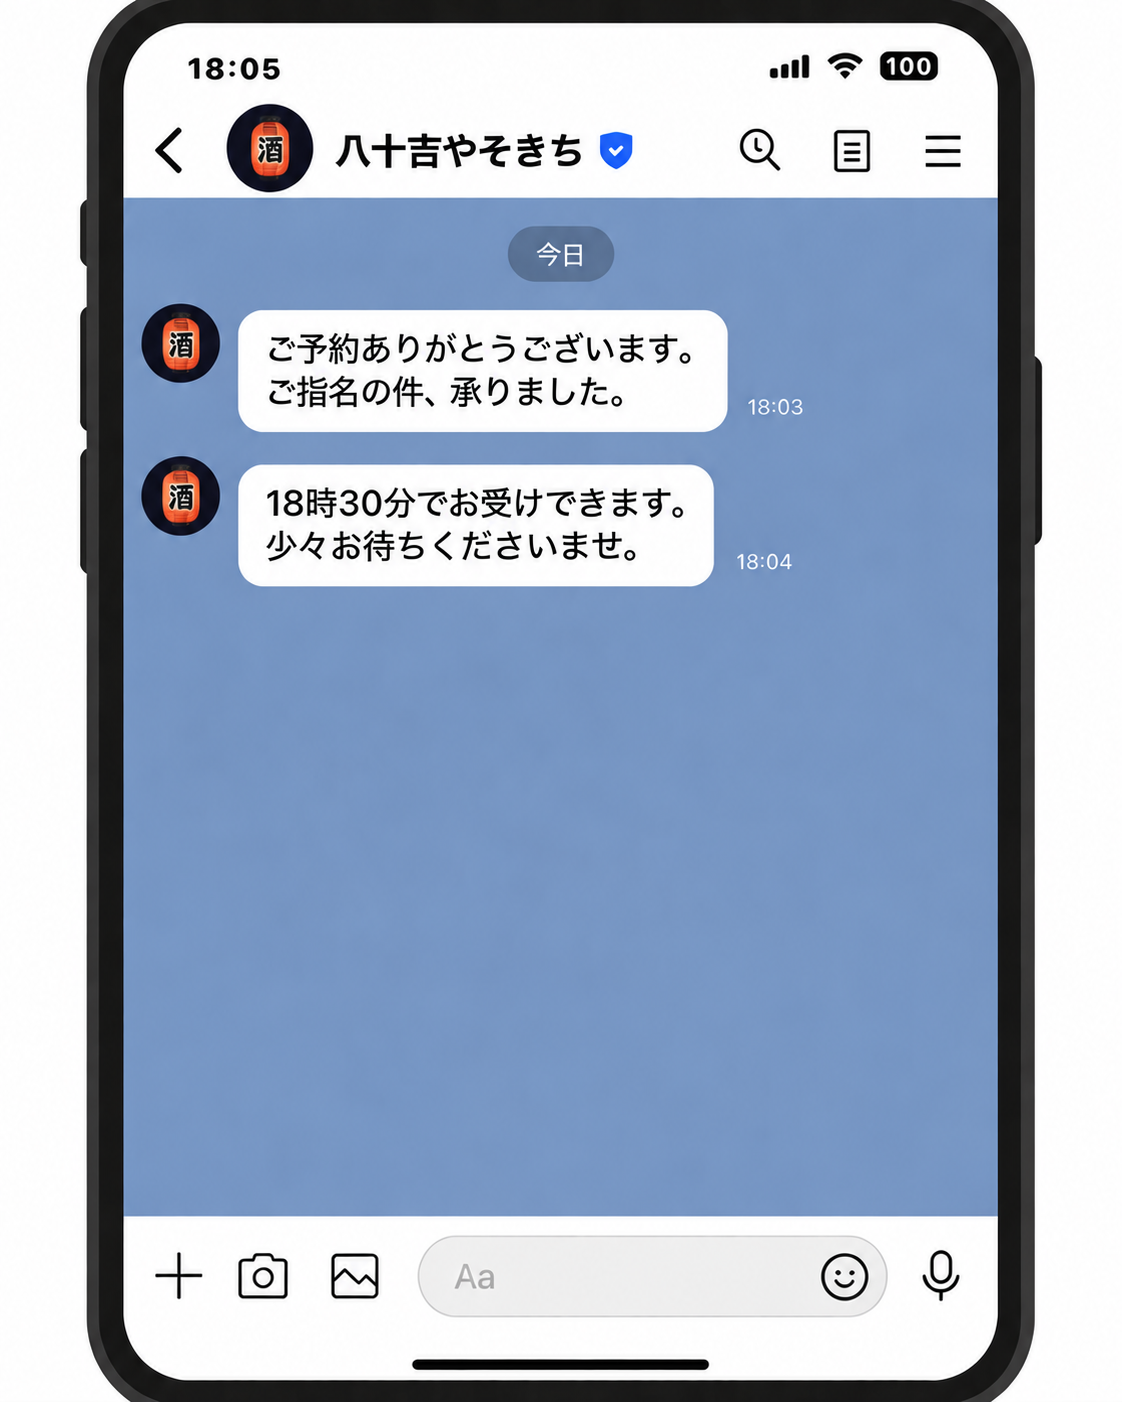 18:05
100
酒
八十吉やそきち
今日
酒
ご予約ありがとうございます。
ご指名の件、承りました。
18:03
酒
18時30分でお受けできます。
少々お待ちくださいませ。
18:04
Aa